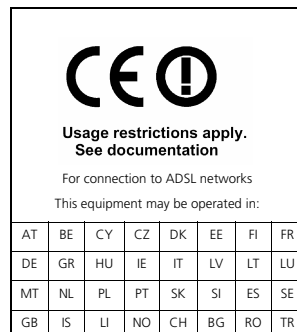 CE
Usage restrictions apply.
See documentation
For connection to ADSL networks
This equipment may be operated in:
AT BE CY CZ DK EE FI FR
DE GR HU IE IT LV LT LU
MT NL PL PT SK SI ES SE
GB IS LI NO CH BG RO TR